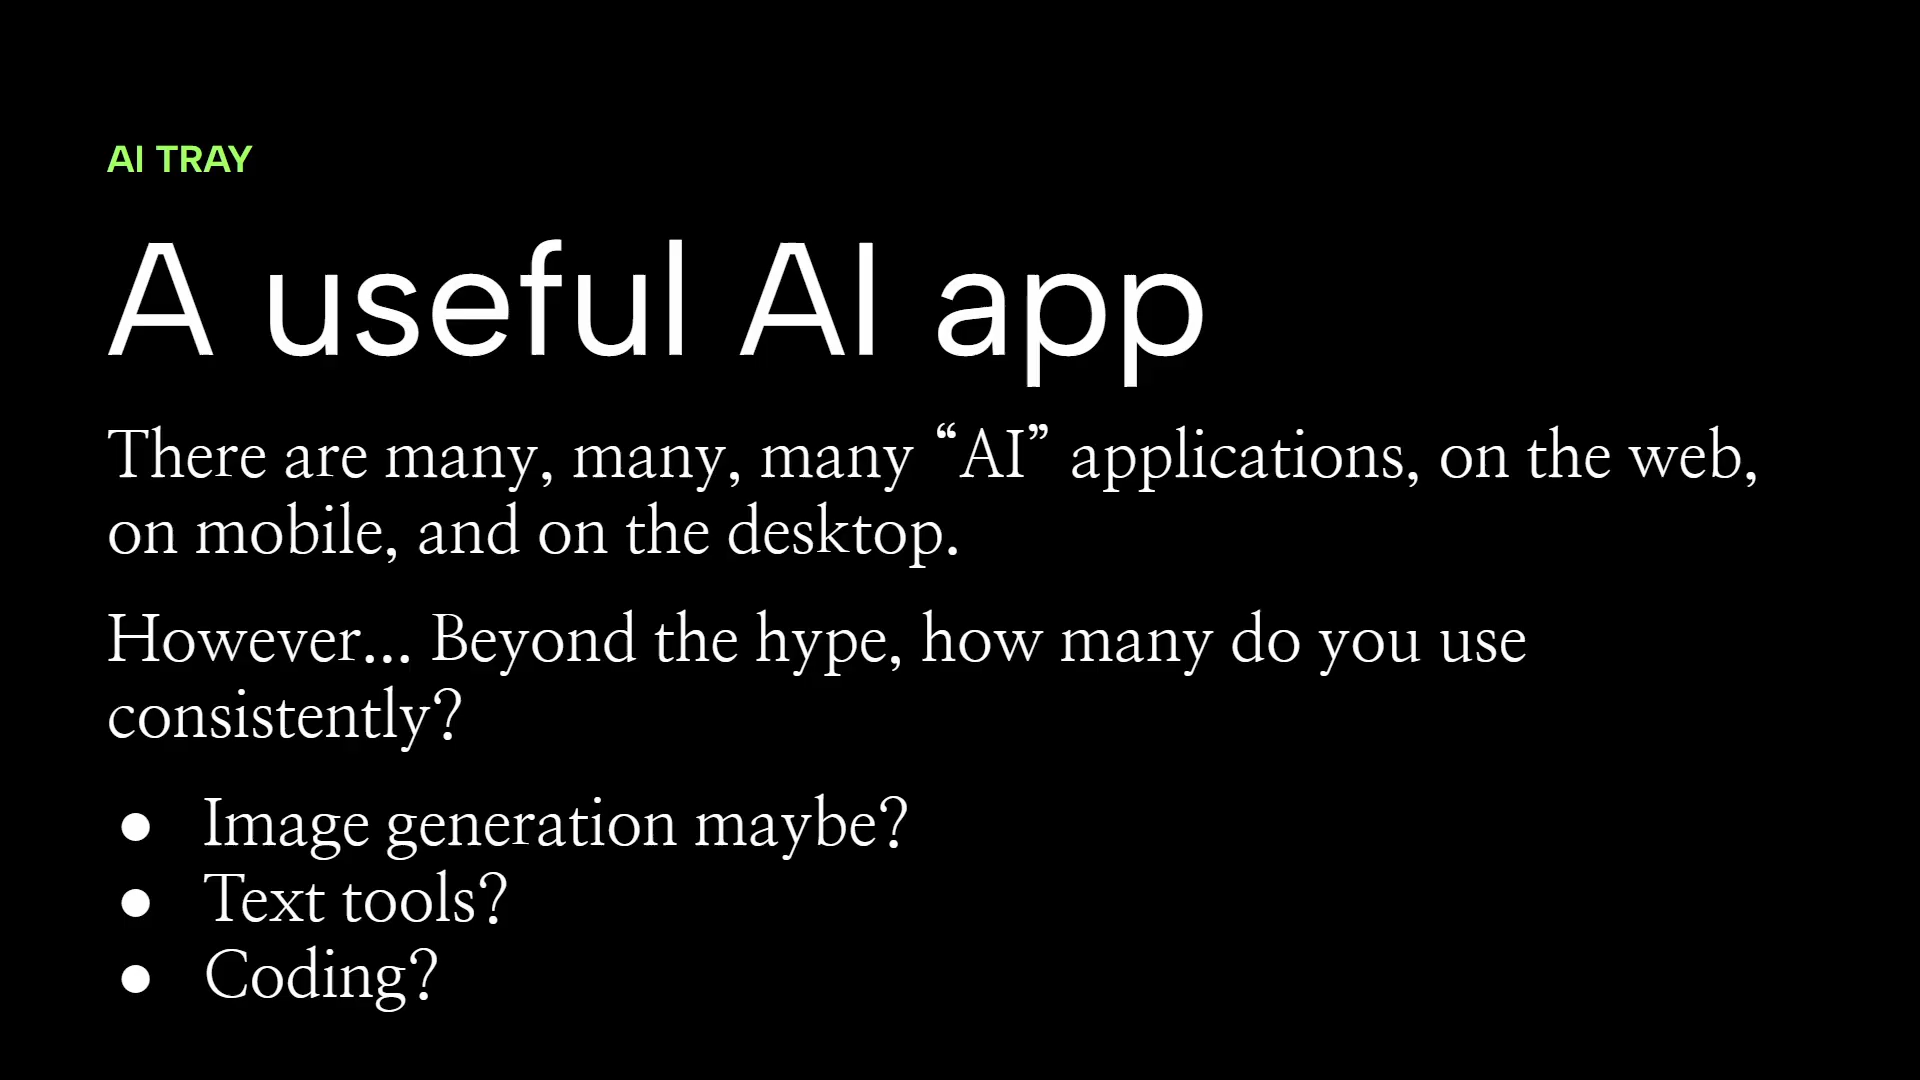 AI TRAY
A useful AI app
There are many, many, many “AI” applications, on the web,
on mobile, and on the desktop.
However... Beyond the hype, how many do you use
consistently?
● Image generation maybe?
● Text tools?
● Coding?